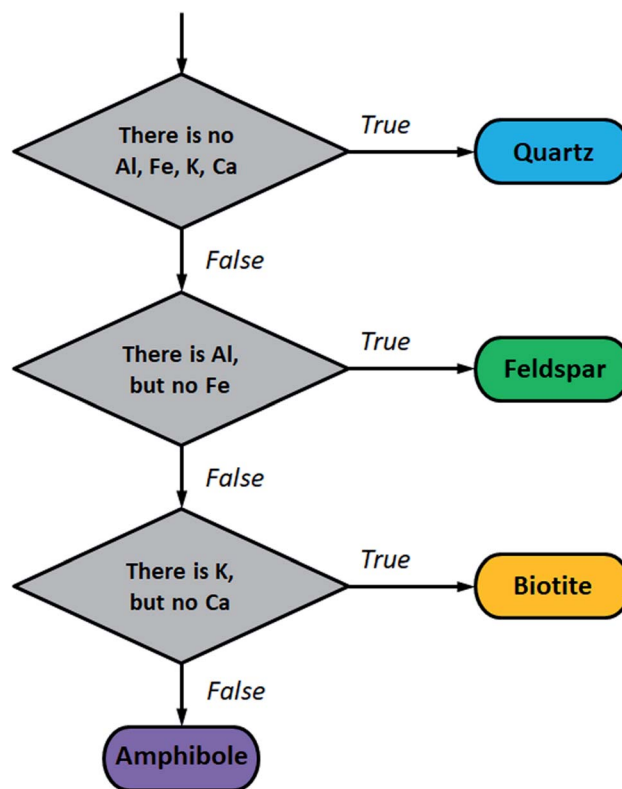 There is no
Al, Fe, K, Ca
True
Quartz
False
There is Al,
but no Fe
True
Feldspar
False
There is K,
but no Ca
True
Biotite
False
Amphibole